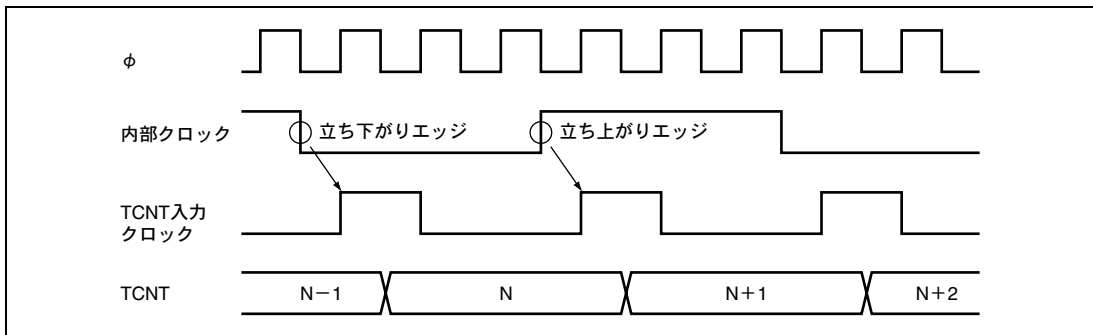 φ
内部クロック
立ち下がりエッジ
立ち上がりエッジ
TCNT入力
クロック
TCNT
N－1
N
N＋1
N＋2